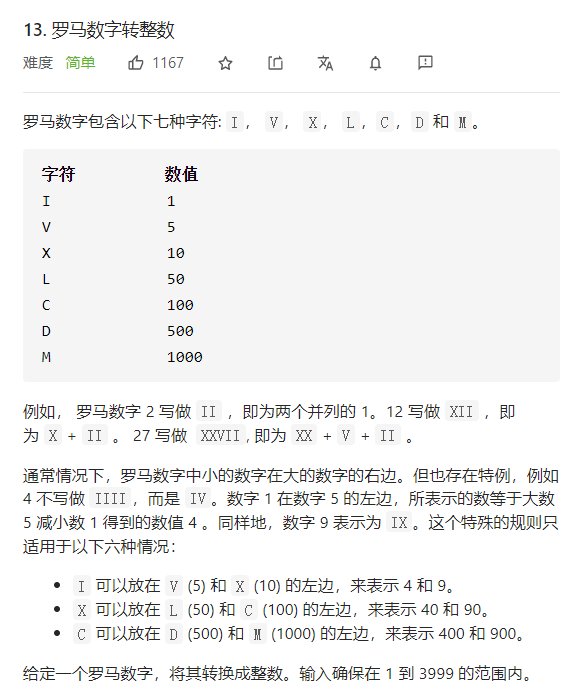 13. 罗马数字转整数
难度 简单 1167
罗马数字包含以下七种字符: I， V， X， L，C，D 和 M。
字符 数值
I 1
V 5
X 10
L 50
C 100
D 500
M 1000
例如， 罗马数字 2 写做 II ，即为两个并列的 1。12 写做 XII ，即
为 X + II 。 27 写做 XXVII, 即为 XX + V + II 。
通常情况下，罗马数字中小的数字在大的数字的右边。但也存在特例，例如
4 不写做 IIII，而是 IV。数字 1 在数字 5 的左边，所表示的数等于大数
5 减小数 1 得到的数值 4 。同样地，数字 9 表示为 IX 。这个特殊的规则只
适用于以下六种情况：
• I 可以放在 V (5) 和 X (10) 的左边，来表示 4 和 9。
• X 可以放在 L (50) 和 C (100) 的左边，来表示 40 和 90。
• C 可以放在 D (500) 和 M (1000) 的左边，来表示 400 和 900。
给定一个罗马数字，将其转换成整数。输入确保在 1 到 3999 的范围内。